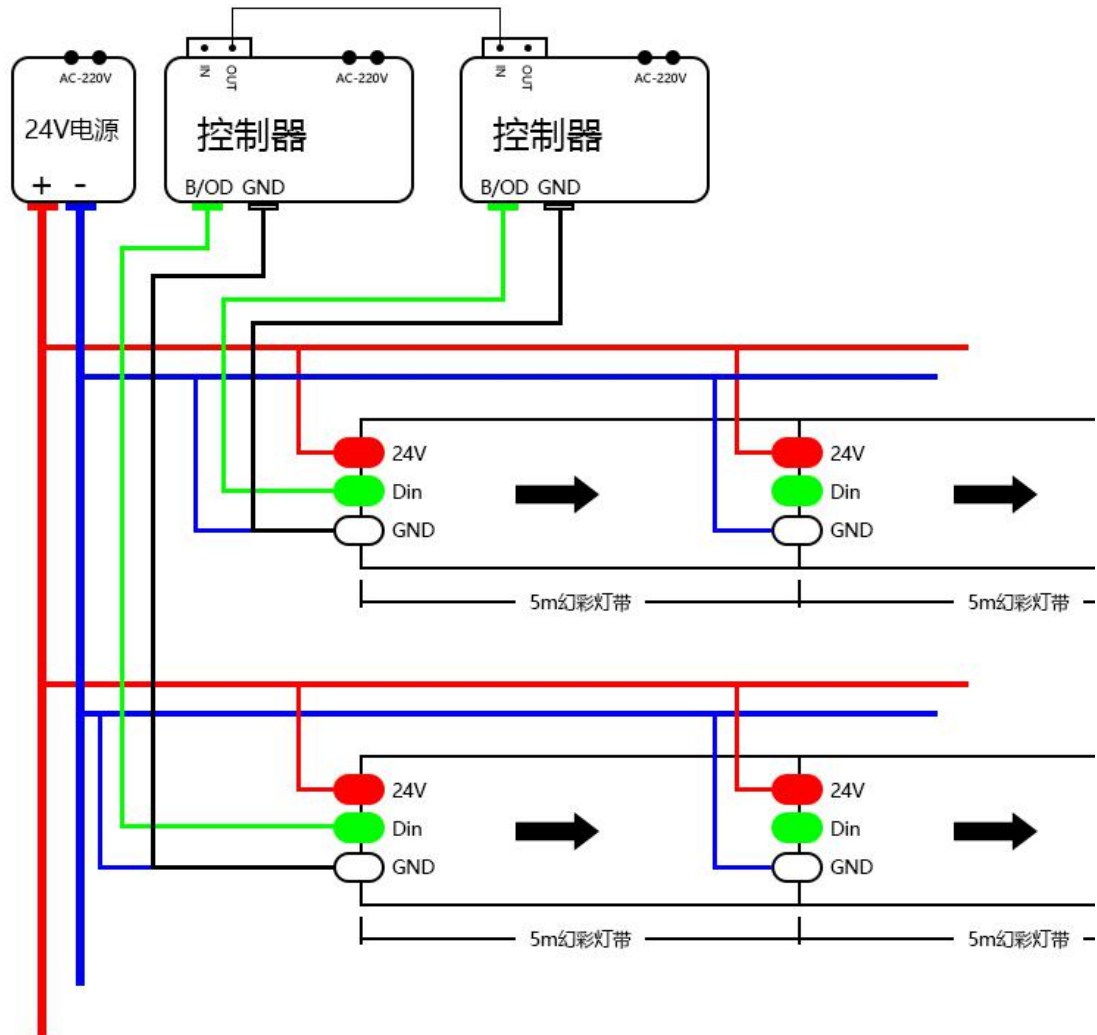 AC-220V
24V电源
+ -
IN OUT
AC-220V
控制器
B/OD GND
IN OUT
AC-220V
控制器
B/OD GND
24V
Din
GND
24V
Din
GND
5m幻彩灯带
5m幻彩灯带
24V
Din
GND
24V
Din
GND
5m幻彩灯带
5m幻彩灯带